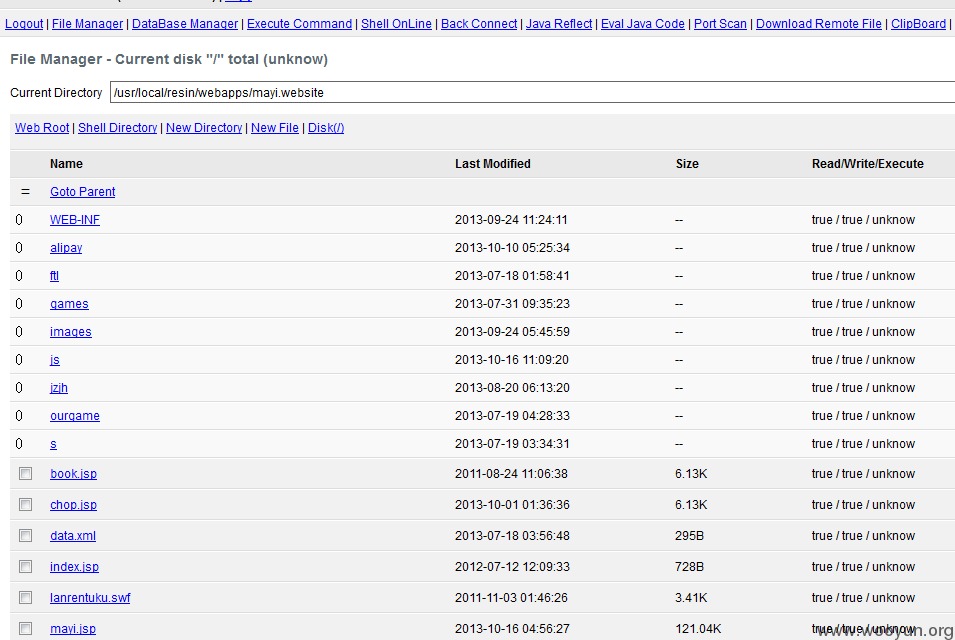 Logout | File Manager | DataBase Manager | Execute Command | Shell OnLine | Back Connect | Java Reflect | Eval Java Code | Port Scan | Download Remote File | ClipBoard |
File Manager - Current disk "/" total (unknow)
Current Directory /usr/local/resin/webapps/mayi.website
Web Root | Shell Directory | New Directory | New File | Disk(/)
Name Last Modified Size Read/Write/Execute
= Goto Parent
0 WEB-INF 2013-09-24 11:24:11 -- true / true / unknow
0 alipay 2013-10-10 05:25:34 -- true / true / unknow
0 ftl 2013-07-18 01:58:41 -- true / true / unknow
0 games 2013-07-31 09:35:23 -- true / true / unknow
0 images 2013-09-24 05:45:59 -- true / true / unknow
0 js 2013-10-16 11:09:20 -- true / true / unknow
0 jzjh 2013-08-20 06:13:20 -- true / true / unknow
0 ourgame 2013-07-19 04:28:33 -- true / true / unknow
0 s 2013-07-19 03:34:31 -- true / true / unknow
book.jsp 2011-08-24 11:06:38 6.13K true / true / unknow
chop.jsp 2013-10-01 01:36:36 6.13K true / true / unknow
data.xml 2013-07-18 03:56:48 295B true / true / unknow
index.jsp 2012-07-12 12:09:33 728B true / true / unknow
lanrentuku.swf 2011-11-03 01:46:26 3.41K true / true / unknow
mayi.jsp 2013-10-16 04:56:27 121.04K true / true / unknow
www.wooyun.org